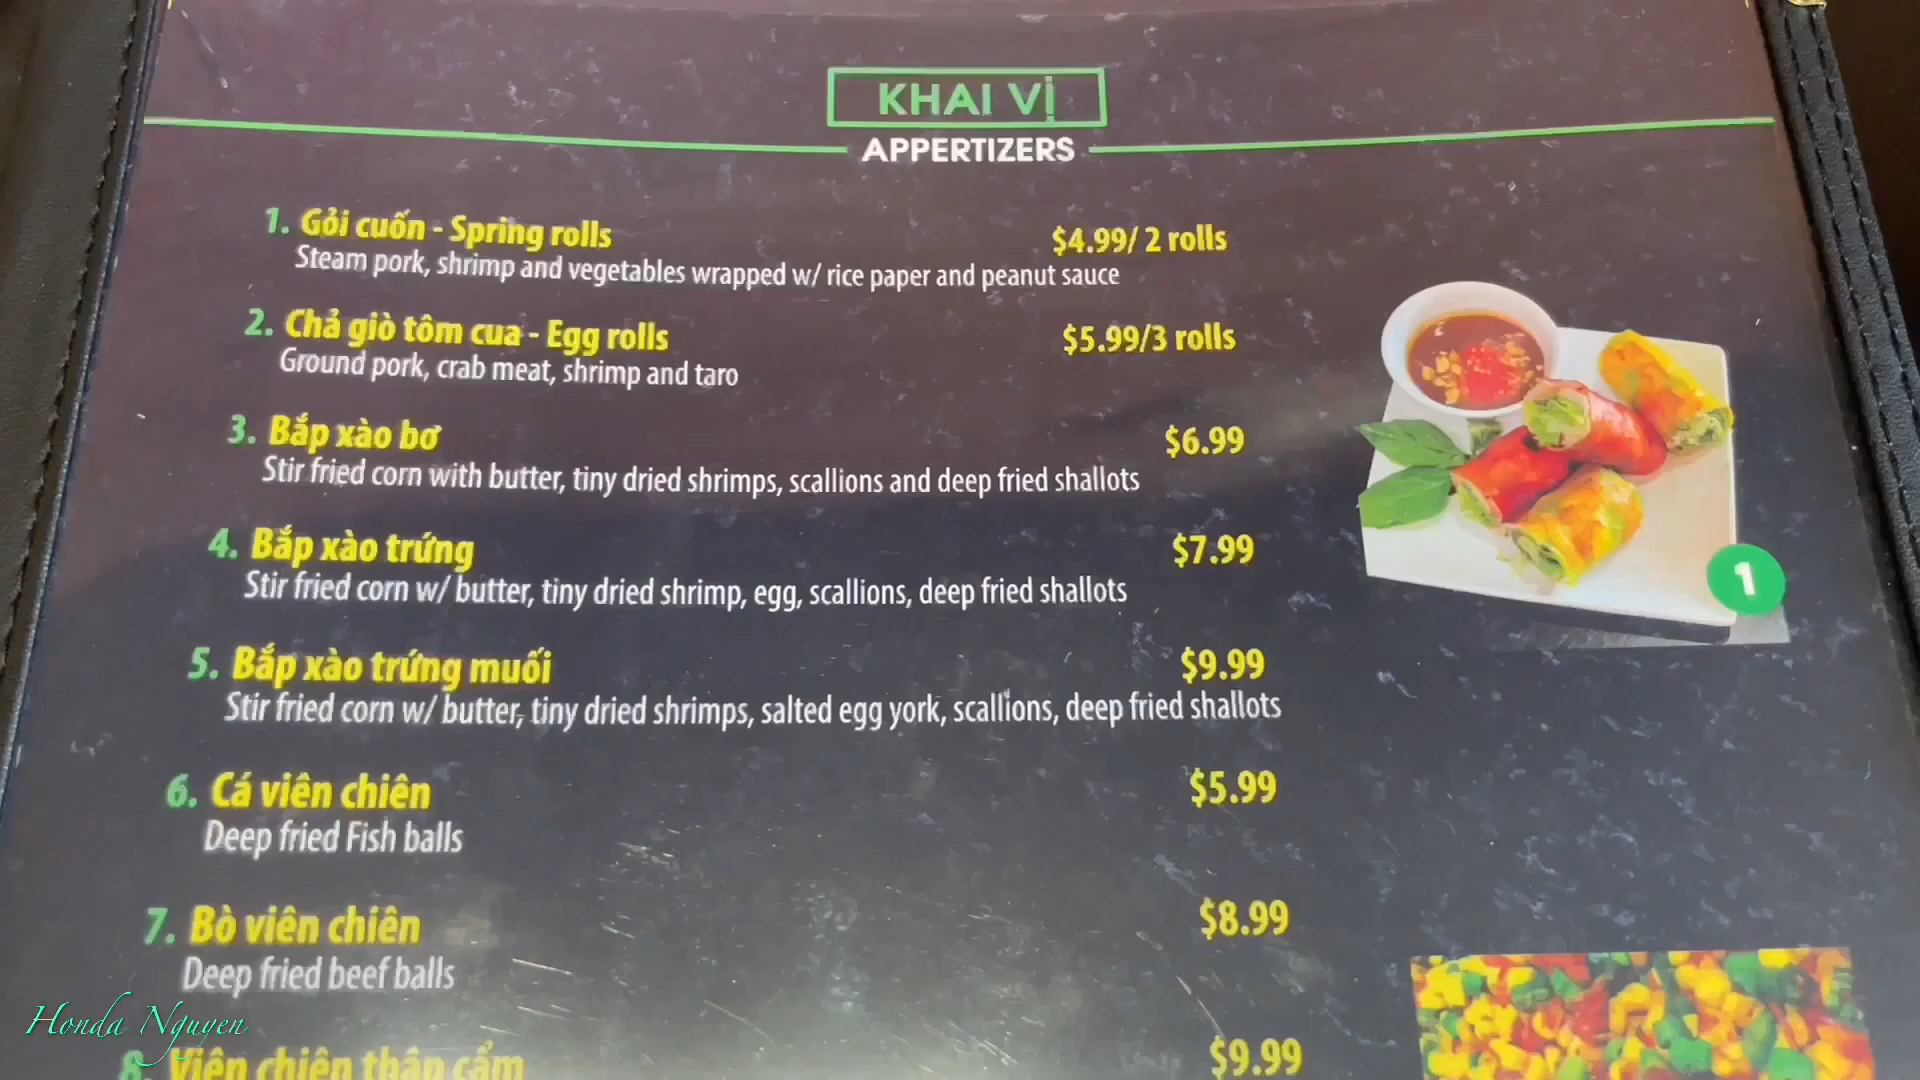 KHAI VỊ
APPERTIZERS
1. Gỏi cuốn - Spring rolls $4.99/ 2 rolls
Steam pork, shrimp and vegetables wrapped w/ rice paper and peanut sauce
2. Chả giò tôm cua - Egg rolls $5.99/3 rolls
Ground pork, crab meat, shrimp and taro
3. Bắp xào bơ $6.99
Stir fried corn with butter, tiny dried shrimps, scallions and deep fried shallots
4. Bắp xào trứng $7.99
Stir fried corn w/ butter, tiny dried shrimp, egg, scallions, deep fried shallots
1
5. Bắp xào trứng muối $9.99
Stir fried corn w/ butter, tiny dried shrimps, salted egg york, scallions, deep fried shallots
6. Cá viên chiên $5.99
Deep fried Fish balls
7. Bò viên chiên $8.99
Deep fried beef balls
Honda Nguyen
8. Viên chiên thập cẩm $9.99